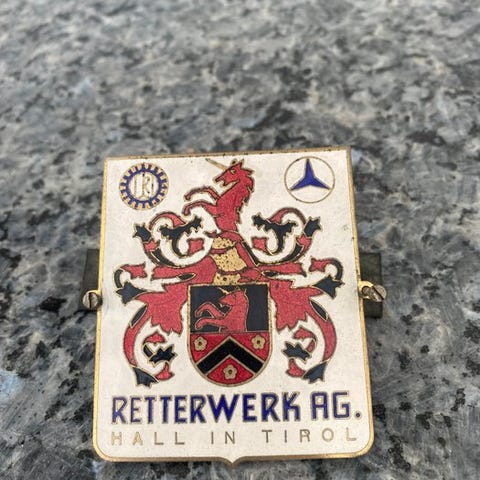 RETTERWERK AG.
HALL IN TIROL